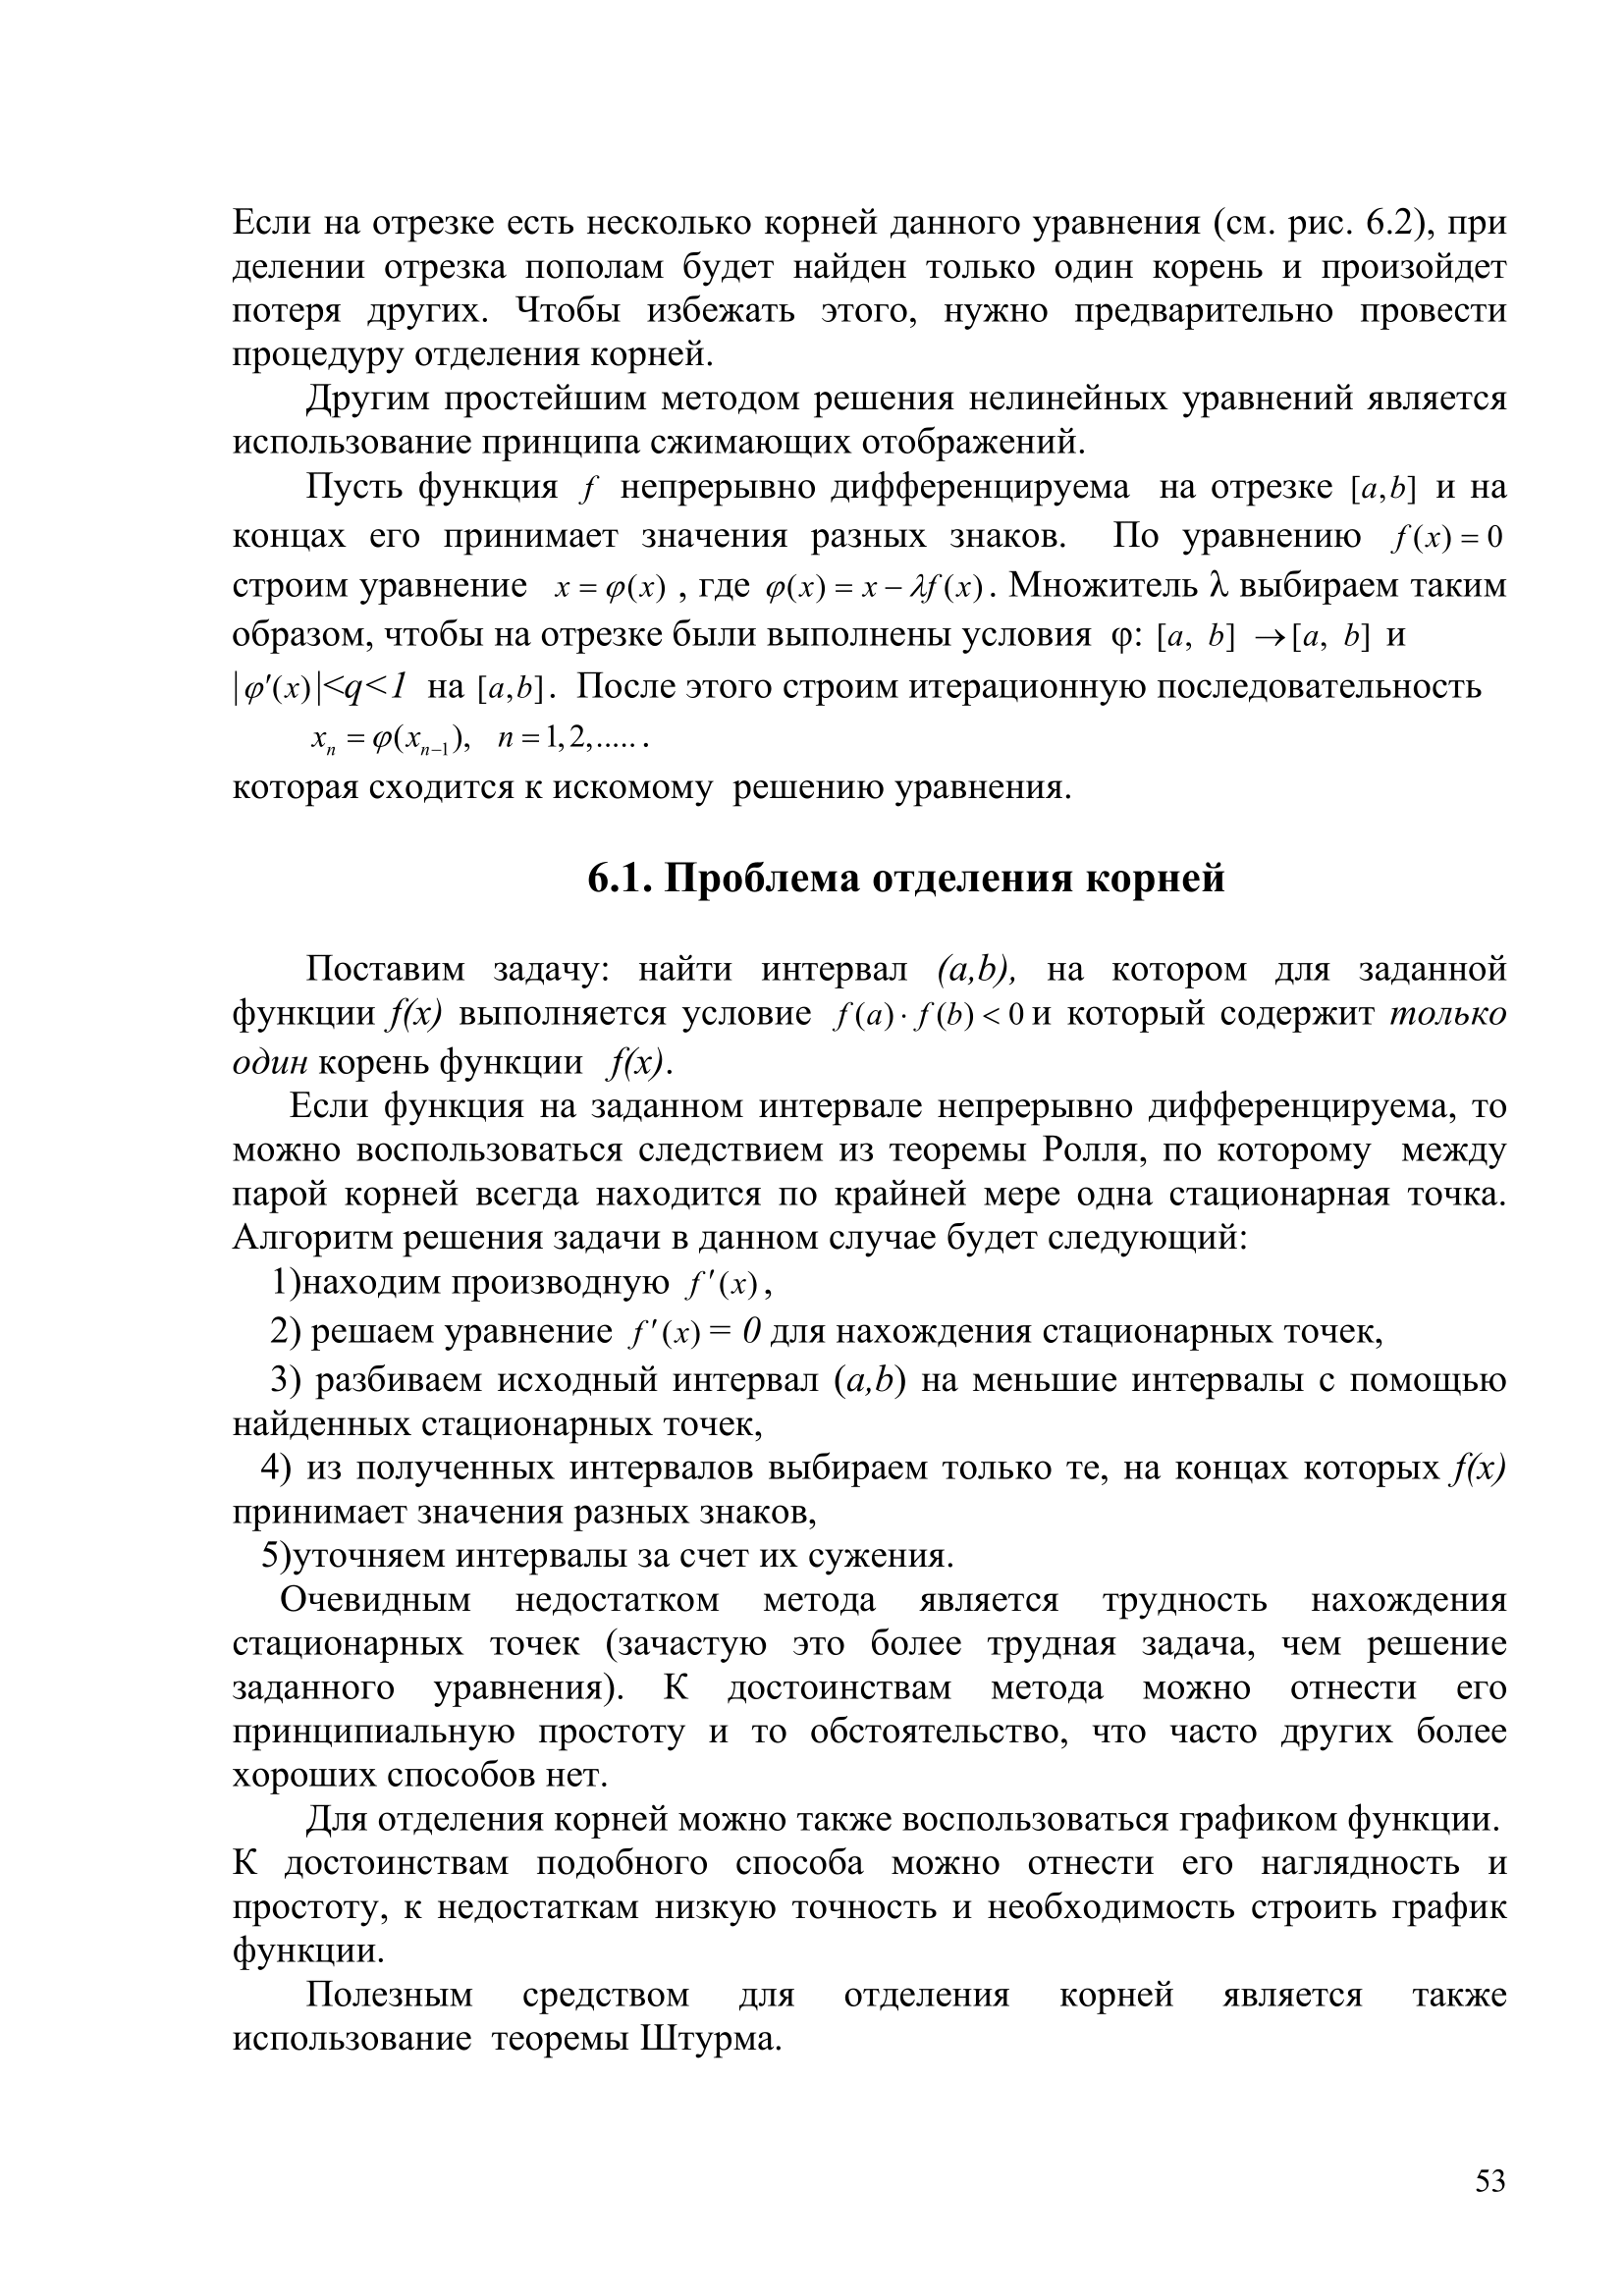 Если на отрезке есть несколько корней данного уравнения (см. рис. 6.2), при
делении отрезка пополам будет найден только один корень и произойдет
потеря других. Чтобы избежать этого, нужно предварительно провести
процедуру отделения корней.
Другим простейшим методом решения нелинейных уравнений является
использование принципа сжимающих отображений.
Пусть функция f непрерывно дифференцируема на отрезке [a,b] и на
концах его принимает значения разных знаков. По уравнению f(x) = 0
строим уравнение x = φ(x) , где φ(x) = x − λf(x). Множитель λ выбираем таким
образом, чтобы на отрезке были выполнены условия φ: [a, b] →[a, b] и
|φ′(x)|<q<1 на [a,b]. После этого строим итерационную последовательность
xₙ = φ(xₙ₋₁), n = 1,2,..... .
которая сходится к искомому решению уравнения.
6.1. Проблема отделения корней
Поставим задачу: найти интервал (a,b), на котором для заданной
функции f(x) выполняется условие f(a)· f(b) < 0 и который содержит только
один корень функции f(x).
Если функция на заданном интервале непрерывно дифференцируема, то
можно воспользоваться следствием из теоремы Ролля, по которому между
парой корней всегда находится по крайней мере одна стационарная точка.
Алгоритм решения задачи в данном случае будет следующий:
1)находим производную f′(x),
2) решаем уравнение f′(x) = 0 для нахождения стационарных точек,
3) разбиваем исходный интервал (a,b) на меньшие интервалы с помощью
найденных стационарных точек,
4) из полученных интервалов выбираем только те, на концах которых f(x)
принимает значения разных знаков,
5)уточняем интервалы за счет их сужения.
Очевидным недостатком метода является трудность нахождения
стационарных точек (зачастую это более трудная задача, чем решение
заданного уравнения). К достоинствам метода можно отнести его
принципиальную простоту и то обстоятельство, что часто других более
хороших способов нет.
Для отделения корней можно также воспользоваться графиком функции.
К достоинствам подобного способа можно отнести его наглядность и
простоту, к недостаткам низкую точность и необходимость строить график
функции.
Полезным средством для отделения корней является также
использование теоремы Штурма.
53